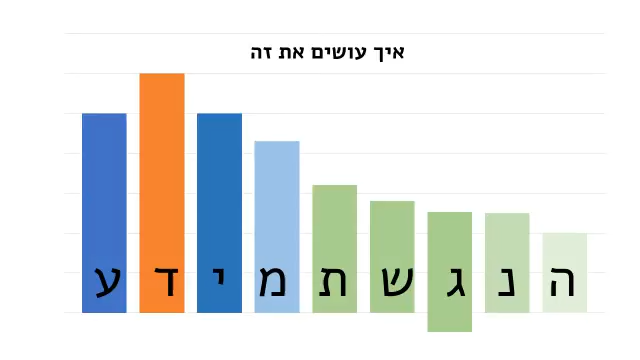 איך עושים את זה
ה נ ג ש ת מ י ד ע